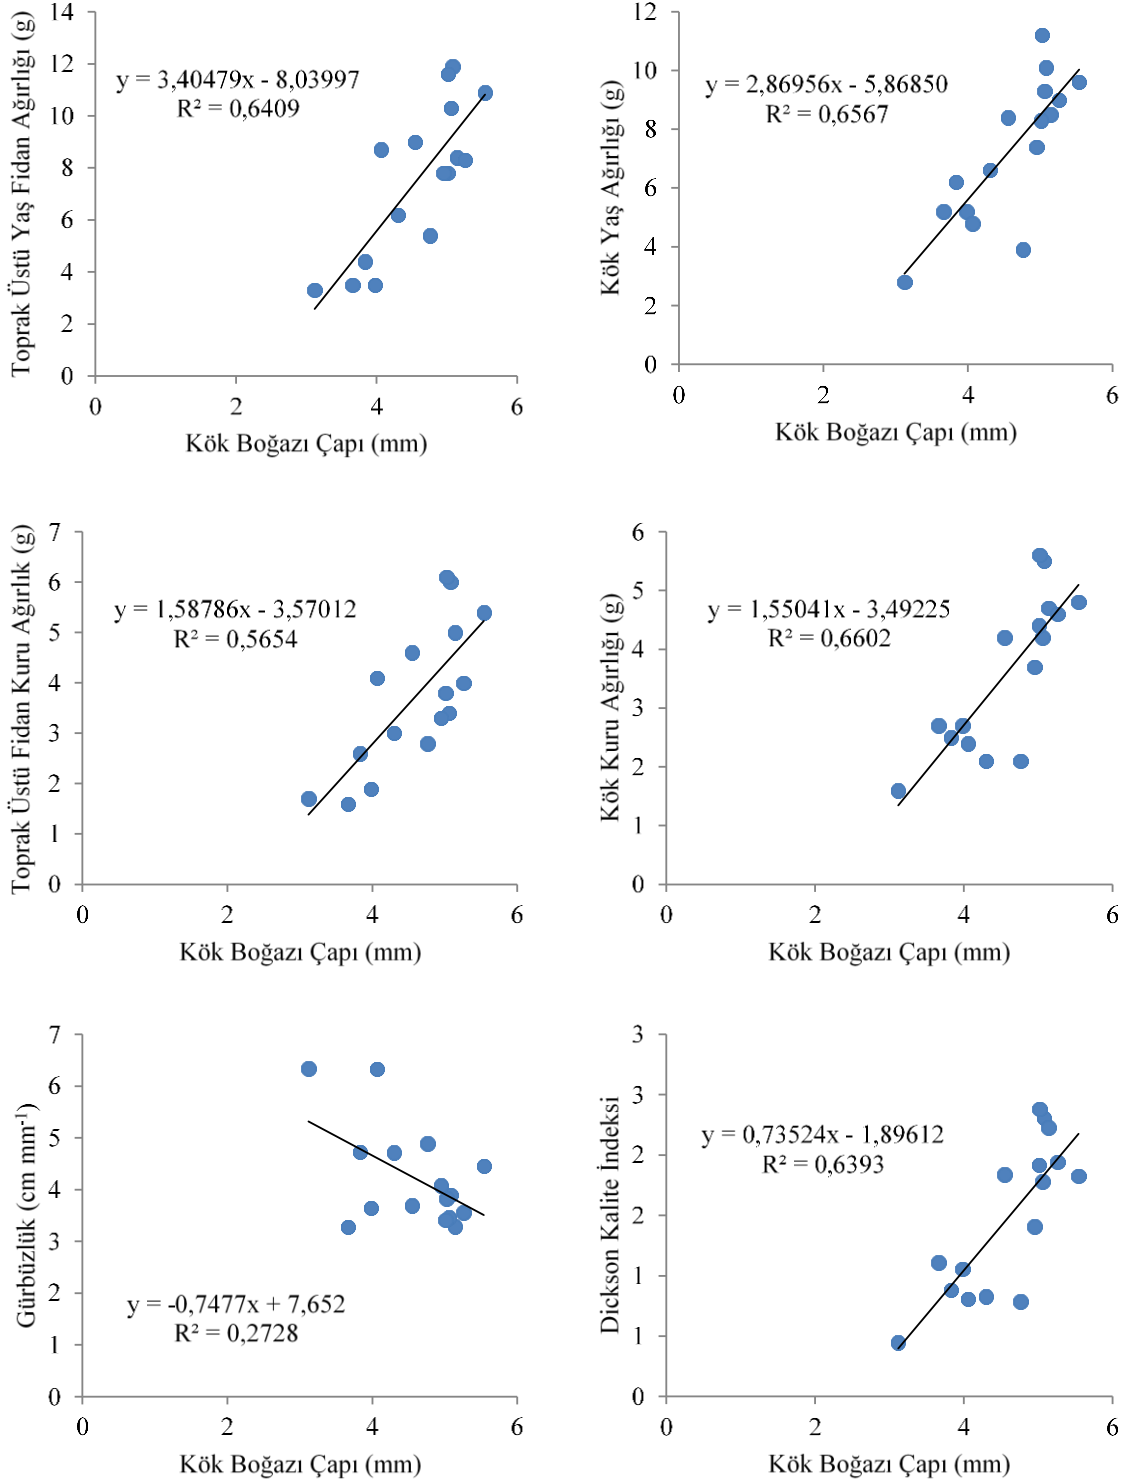 Toprak Üstü Yaş Fidan Ağırlığı (g)
14
12
10
8
6
4
2
0
y = 3,40479x - 8,03997
R² = 0,6409
0 2 4 6
Kök Boğazı Çapı (mm)
Kök Yaş Ağırlığı (g)
12
10
8
6
4
2
0
y = 2,86956x - 5,86850
R² = 0,6567
0 2 4 6
Kök Boğazı Çapı (mm)
Toprak Üstü Fidan Kuru Ağırlık (g)
7
6
5
4
3
2
1
0
y = 1,58786x - 3,57012
R² = 0,5654
0 2 4 6
Kök Boğazı Çapı (mm)
Kök Kuru Ağırlığı (g)
6
5
4
3
2
1
0
y = 1,55041x - 3,49225
R² = 0,6602
0 2 4 6
Kök Boğazı Çapı (mm)
Gürbüzlük (cm mm⁻¹)
7
6
5
4
3
2
1
0
y = -0,7477x + 7,652
R² = 0,2728
0 2 4 6
Kök Boğazı Çapı (mm)
Dickson Kalite İndeksi
3
3
2
2
1
1
0
y = 0,73524x - 1,89612
R² = 0,6393
0 2 4 6
Kök Boğazı Çapı (mm)